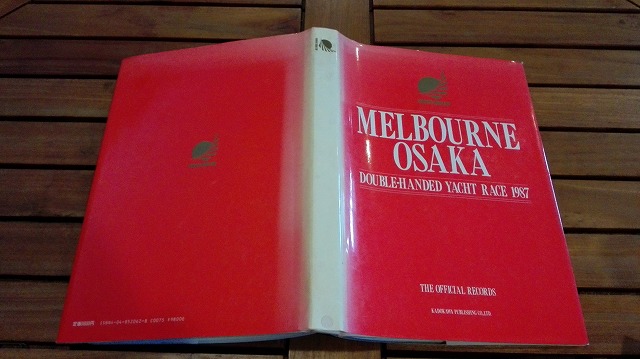 MELBOURNE
OSAKA
DOUBLE-HANDED YACHT RACE 1987
THE OFFICIAL RECORDS
KADOKAWA PUBLISHING CO.,LTD.